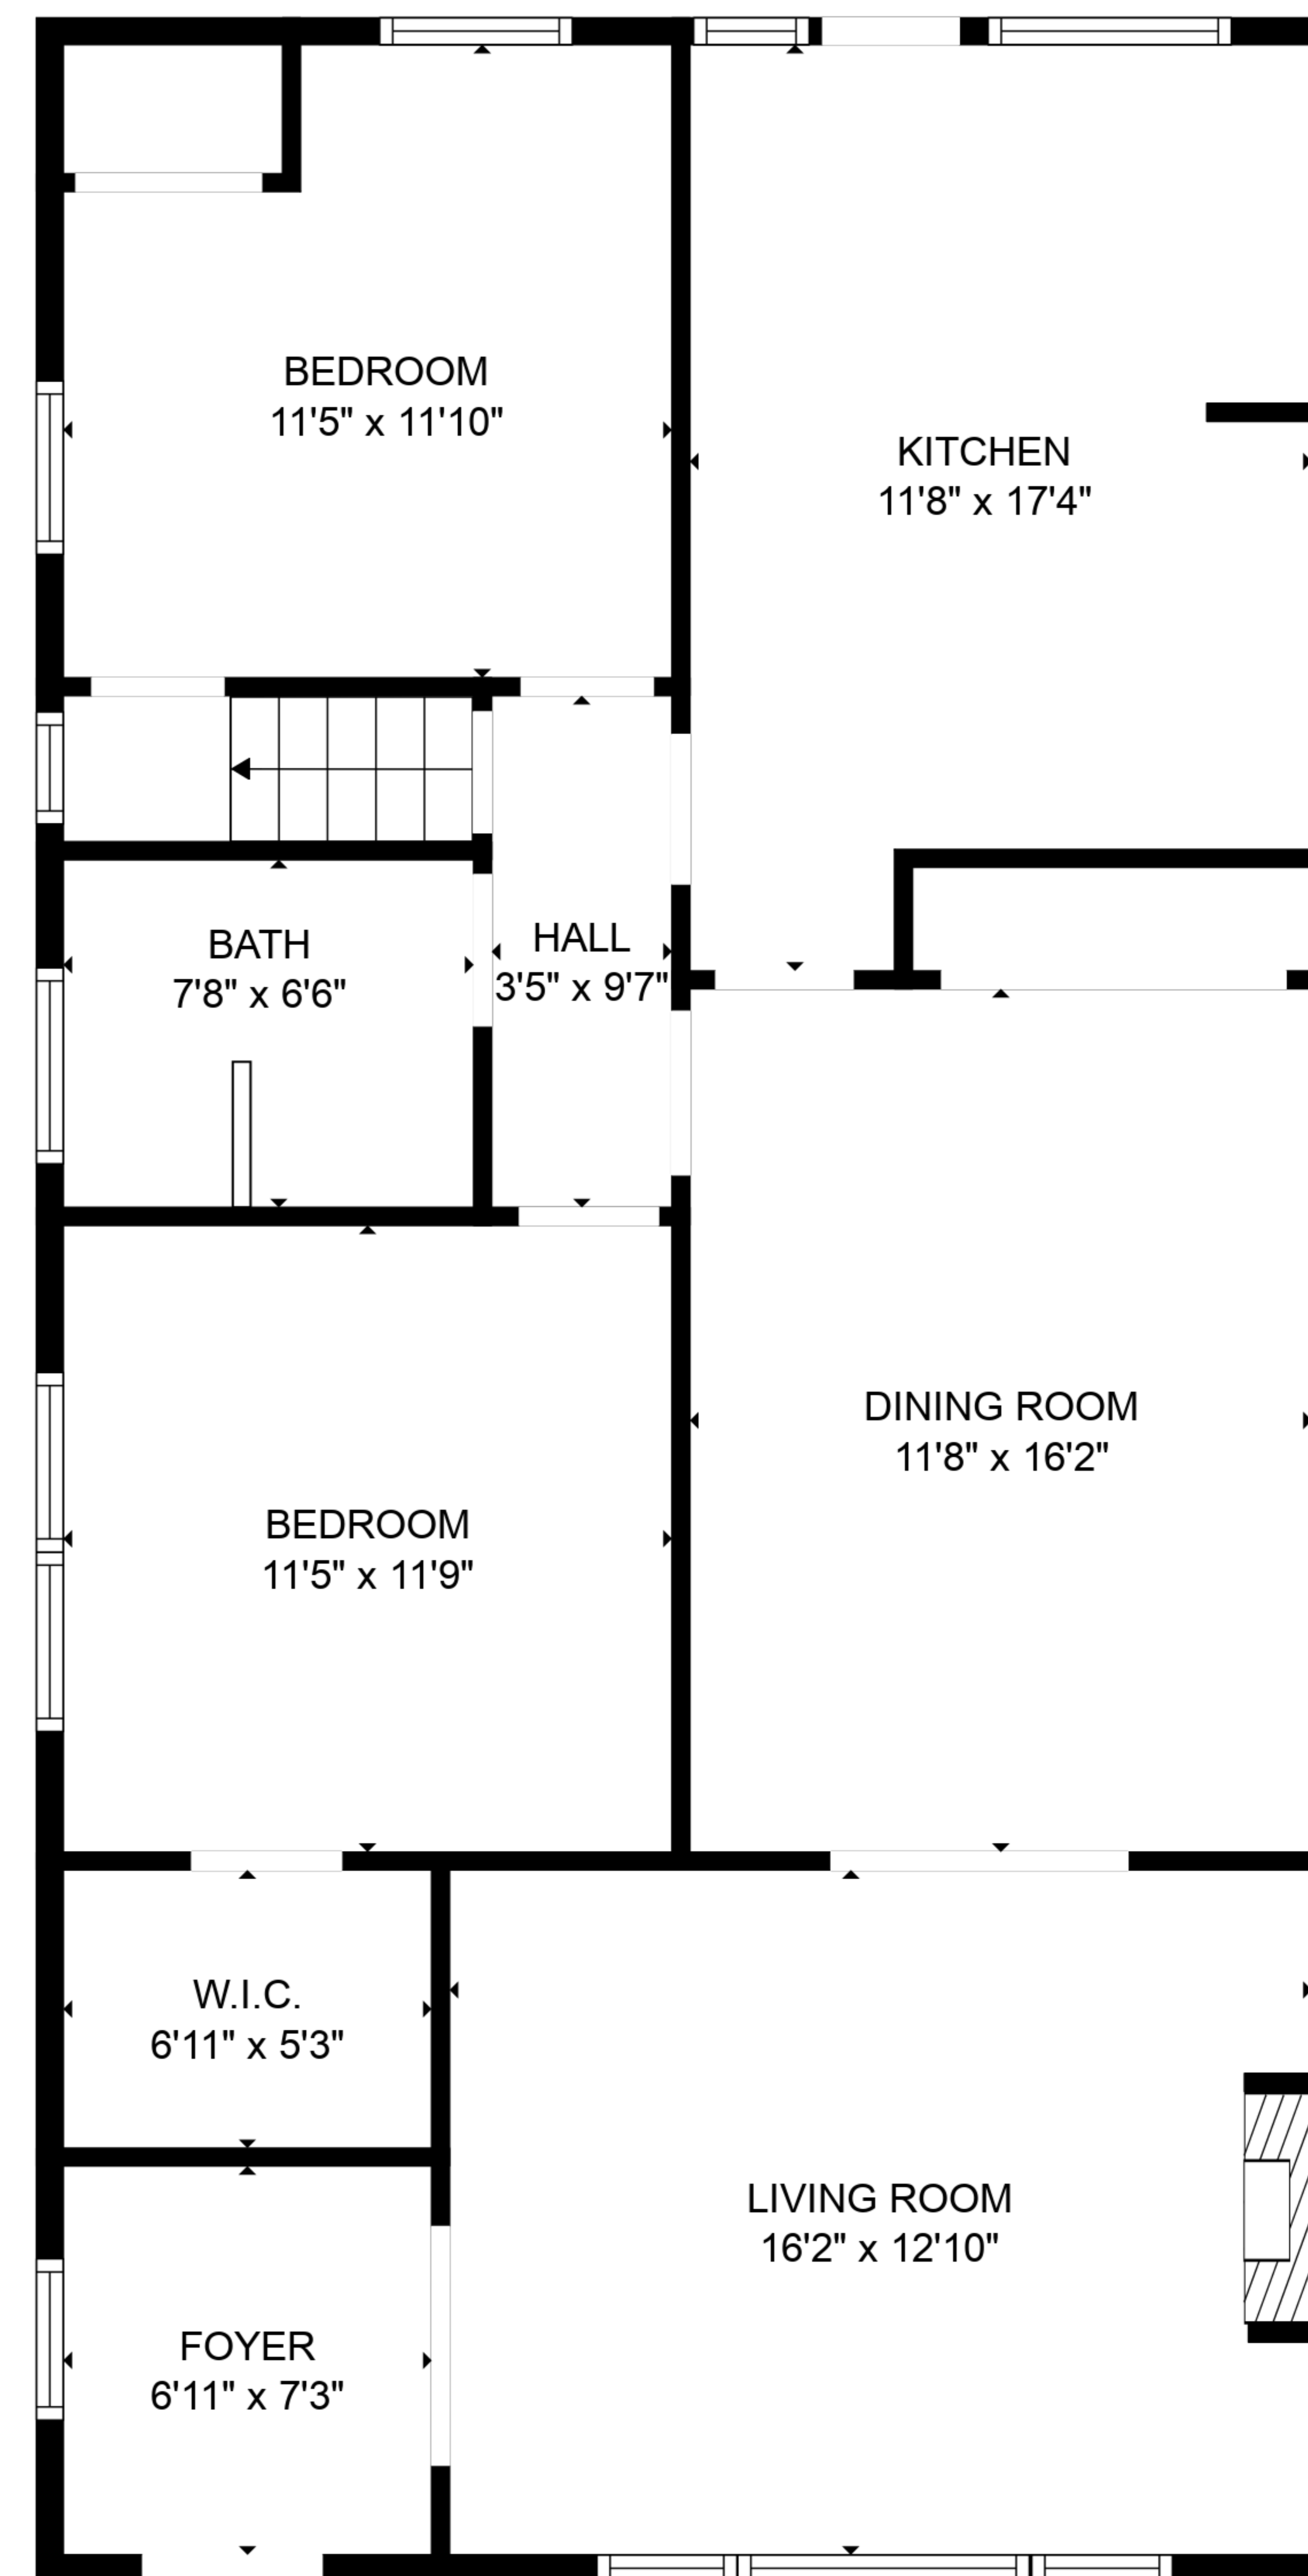 BEDROOM
11'5" x 11'10"
KITCHEN
11'8" x 17'4"
BATH
7'8" x 6'6"
HALL
3'5" x 9'7"
DINING ROOM
11'8" x 16'2"
BEDROOM
11'5" x 11'9"
W.I.C.
6'11" x 5'3"
LIVING ROOM
16'2" x 12'10"
FOYER
6'11" x 7'3"